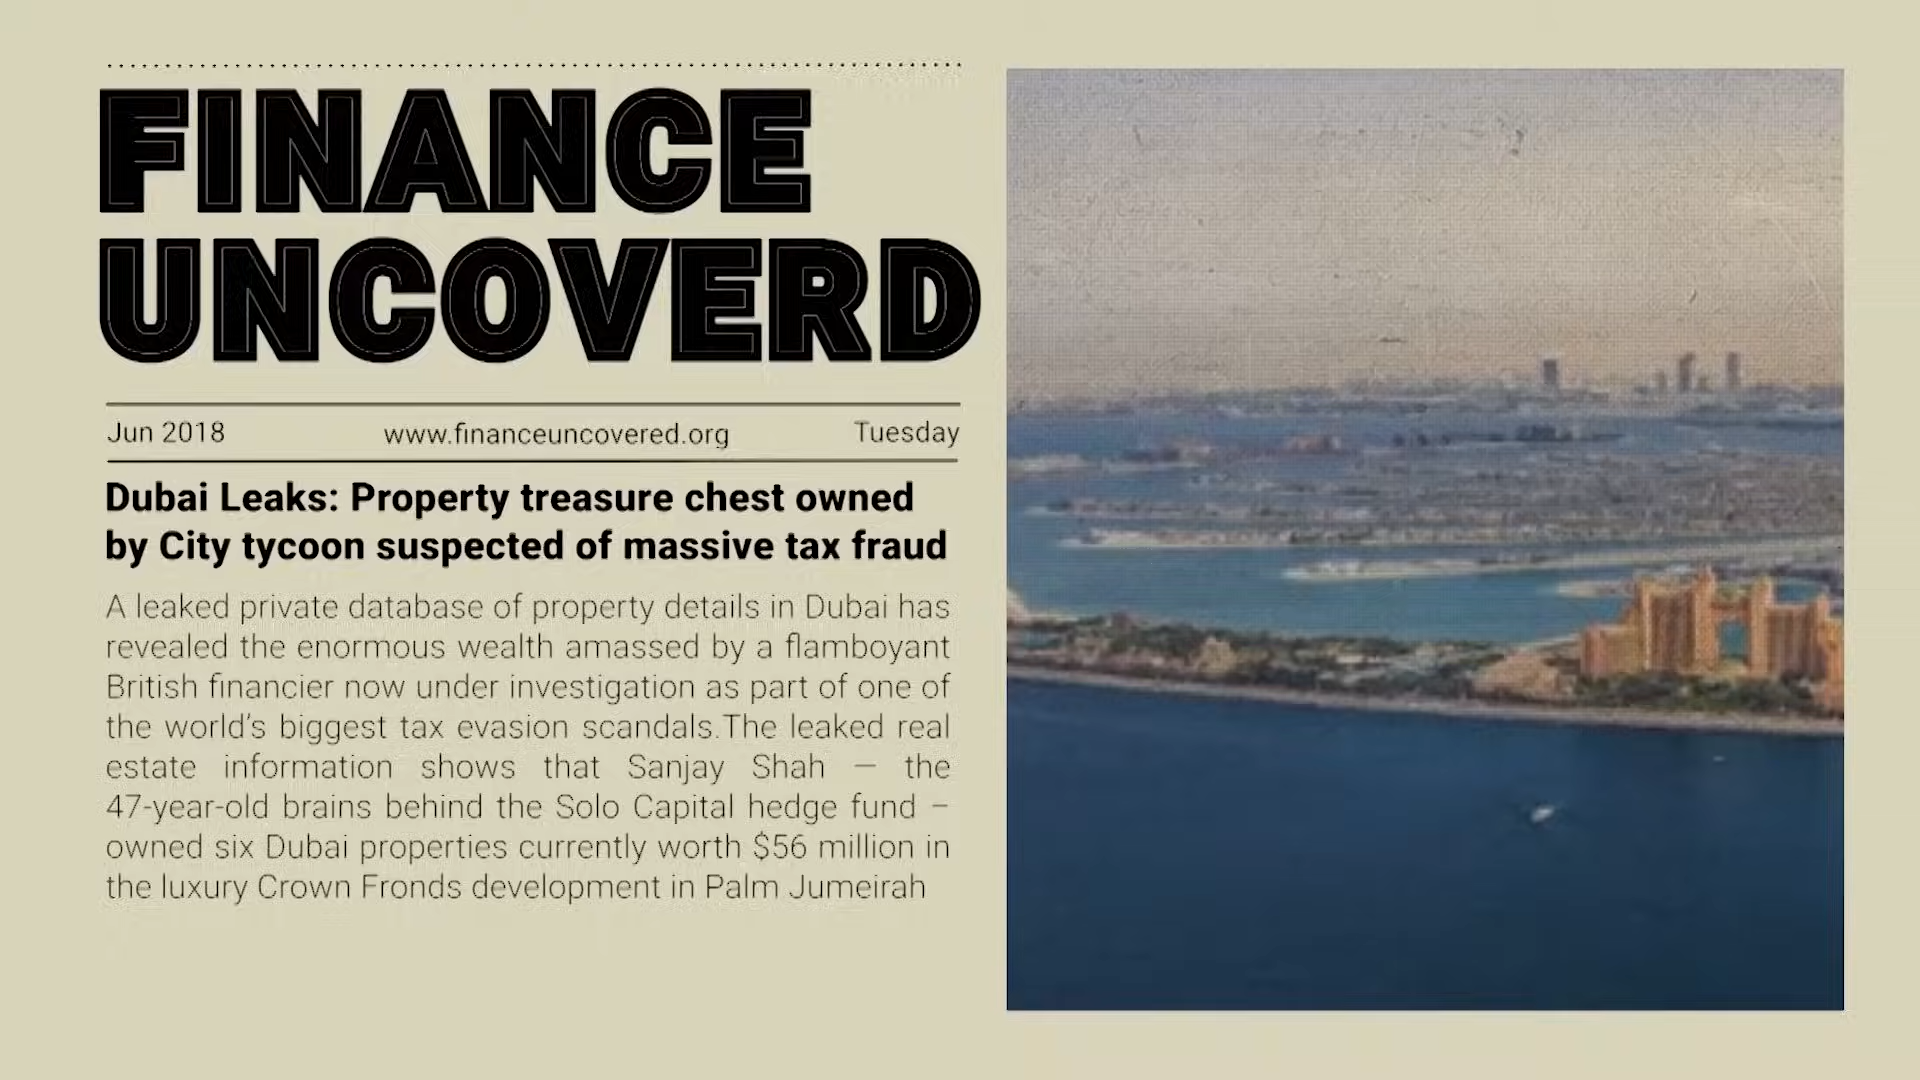 FINANCE
UNCOVERD
Jun 2018 www.financeuncovered.org Tuesday
Dubai Leaks: Property treasure chest owned
by City tycoon suspected of massive tax fraud
A leaked private database of property details in Dubai has
revealed the enormous wealth amassed by a flamboyant
British financier now under investigation as part of one of
the world's biggest tax evasion scandals.The leaked real
estate information shows that Sanjay Shah — the
47-year-old brains behind the Solo Capital hedge fund –
owned six Dubai properties currently worth $56 million in
the luxury Crown Fronds development in Palm Jumeirah